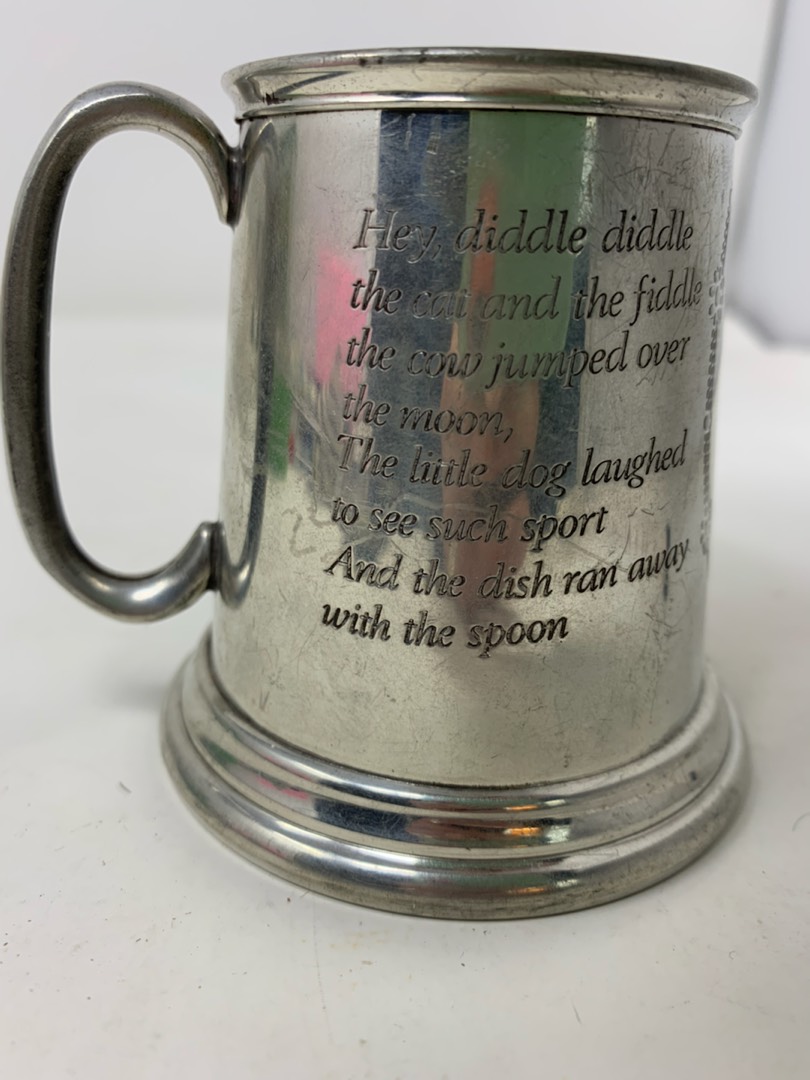 Hey, diddle diddle
the cat and the fiddle
the cow jumped over
the moon,
The little dog laughed
to see such sport
And the dish ran away
with the spoon